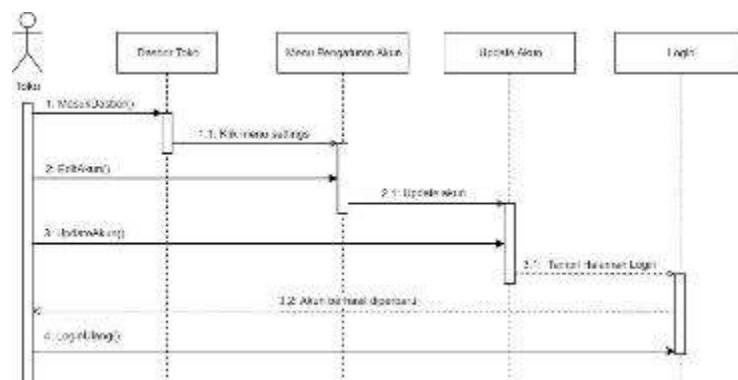 Dasbor Toko
Menu Pengaturan Akun
Update Akun
Login
Toko
1: MasukDasbor()
1.1: Klik menu settings
2: EditAkun()
2.1: Update akun
3: UpdateAkun()
3.1: Tampil Halaman Login
3.2: Akun berhasil diperbarui
4: LoginUlang()